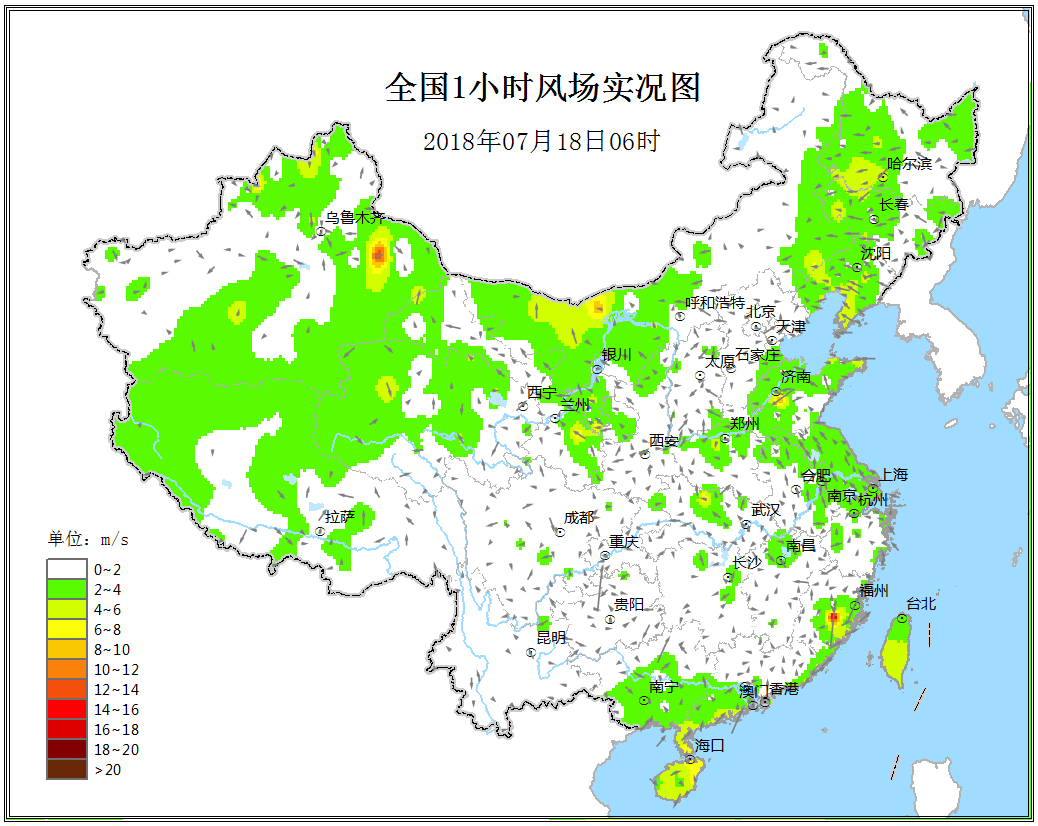 全国1小时风场实况图
2018年07月18日06时
哈尔滨
长春
乌鲁木齐
沈阳
呼和浩特
北京
天津
银川
太原
石家庄
济南
西宁
兰州
郑州
西安
合肥
上海
南京
杭州
拉萨
成都
武汉
重庆
南昌
长沙
福州
贵阳
台北
昆明
南宁
澳门
香港
海口
单位: m/s
0~2
2~4
4~6
6~8
8~10
10~12
12~14
14~16
16~18
18~20
>20